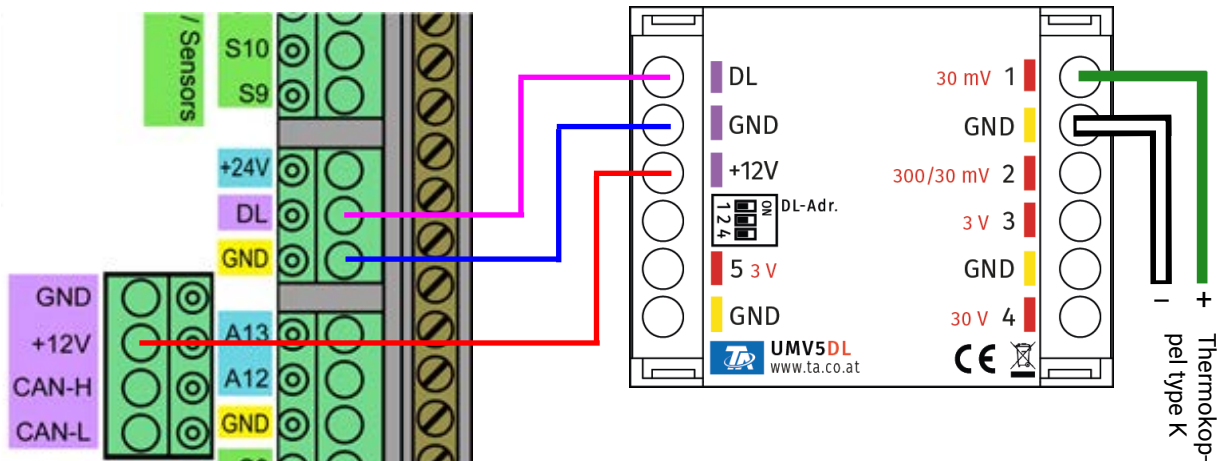 / Sensors
S10
S9
+24V
DL
GND
GND
+12V
CAN-H
CAN-L
A13
A12
GND
DL
GND
+12V
1 2 4
ON
DL-Adr.
5 3 V
GND
30 mV 1
GND
300/30 mV 2
3 V 3
GND
30 V 4
TA
UMV5DL
www.ta.co.at
CE
– +
Thermokop-
pel type K